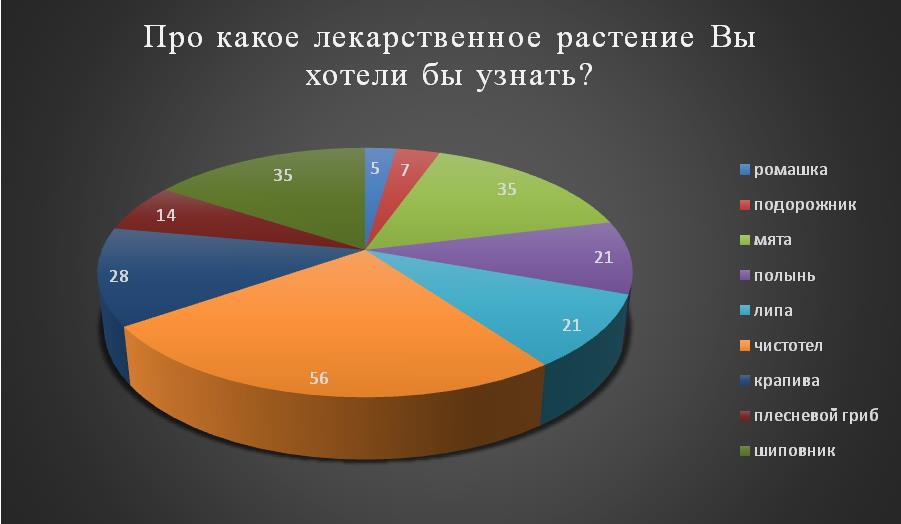 Про какое лекарственное растение Вы
хотели бы узнать?
5
7
35
21
21
56
28
14
35
ромашка
подорожник
мята
полынь
липа
чистотел
крапива
плесневой гриб
шиповник